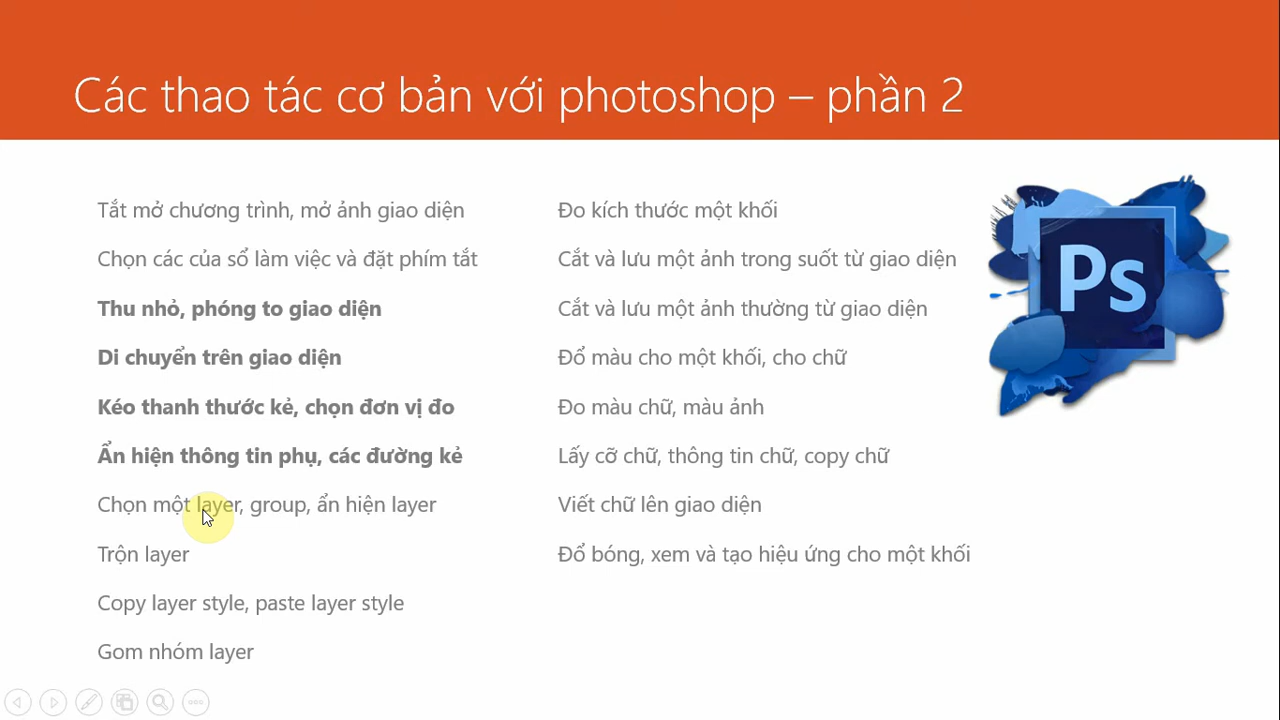 Các thao tác cơ bản với photoshop – phần 2
Tắt mở chương trình, mở ảnh giao diện
Chọn các của sổ làm việc và đặt phím tắt
Thu nhỏ, phóng to giao diện
Di chuyển trên giao diện
Kéo thanh thước kẻ, chọn đơn vị đo
Ẩn hiện thông tin phụ, các đường kẻ
Chọn một layer, group, ẩn hiện layer
Trộn layer
Copy layer style, paste layer style
Gom nhóm layer
Đo kích thước một khối
Cắt và lưu một ảnh trong suốt từ giao diện
Cắt và lưu một ảnh thường từ giao diện
Đổ màu cho một khối, cho chữ
Đo màu chữ, màu ảnh
Lấy cỡ chữ, thông tin chữ, copy chữ
Viết chữ lên giao diện
Đổ bóng, xem và tạo hiệu ứng cho một khối
Ps